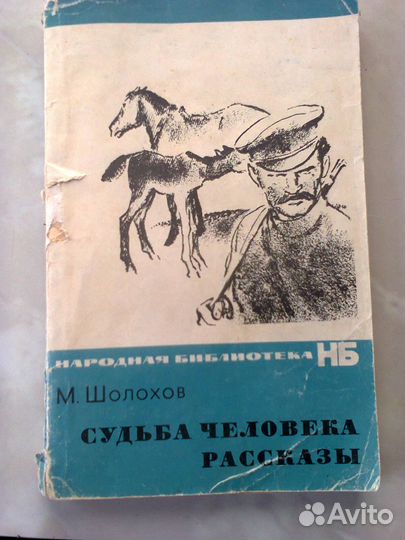 НАРОДНАЯ БИБЛИОТЕКА НБ
М. Шолохов
СУДЬБА ЧЕЛОВЕКА
РАССКАЗЫ
Avito